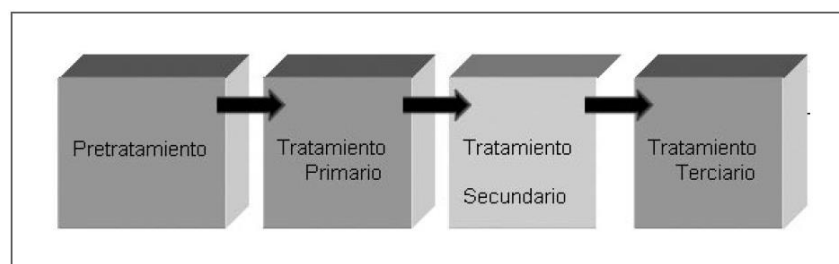 Pretratamiento
Tratamiento
Primario
Tratamiento
Secundario
Tratamiento
Terciario